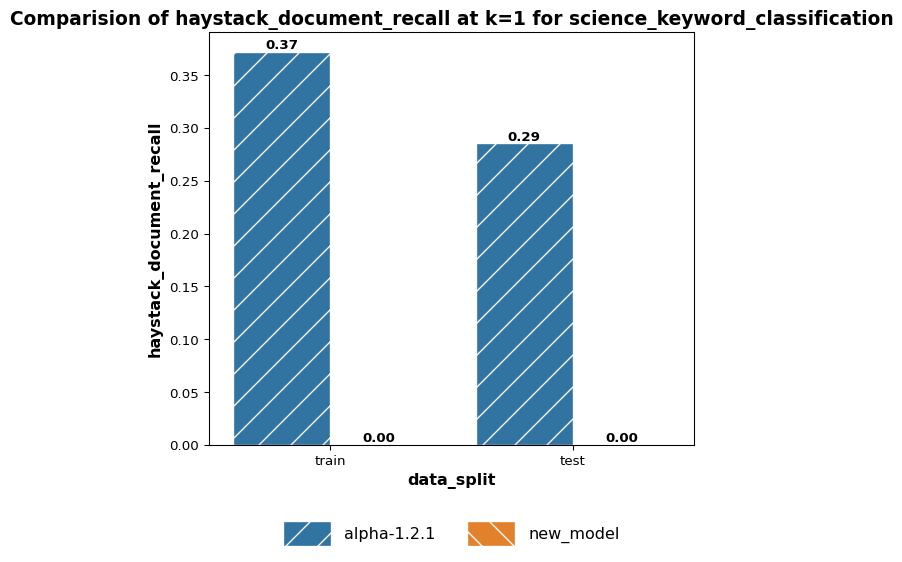 Comparision of haystack_document_recall at k=1 for science_keyword_classification
0.37
0.35
0.29
0.30
0.25
haystack_document_recall
0.20
0.15
0.10
0.05
0.00
0.00
0.00
train
test
data_split
alpha-1.2.1
new_model